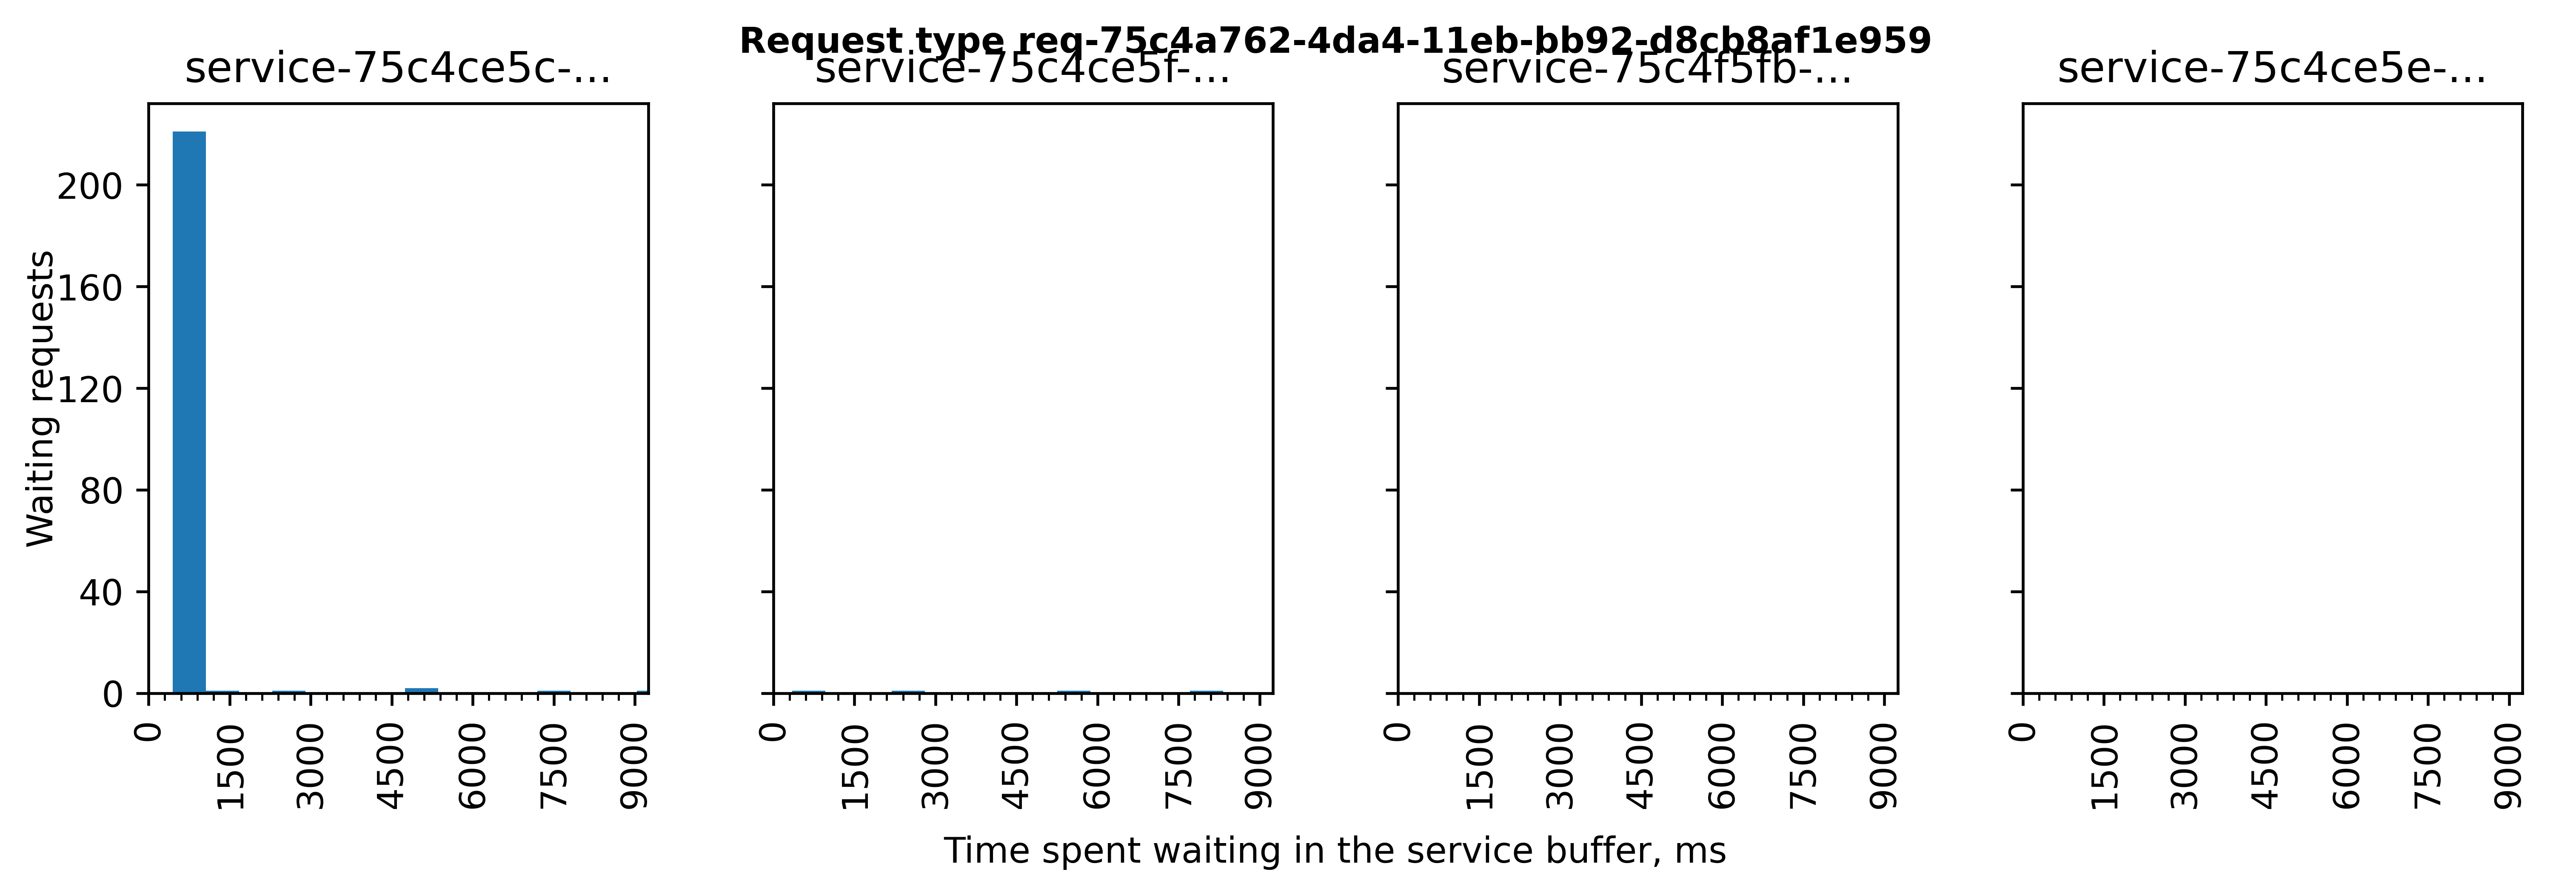 Request type req-75c4a762-4da4-11eb-bb92-d8cb8af1e959
service-75c4ce5c-...
service-75c4ce5f-...
service-75c4f5fb-...
service-75c4ce5e-...
Waiting requests
200
160
120
80
40
0
0 1500 3000 4500 6000 7500 9000
0 1500 3000 4500 6000 7500 9000
0 1500 3000 4500 6000 7500 9000
0 1500 3000 4500 6000 7500 9000
Time spent waiting in the service buffer, ms